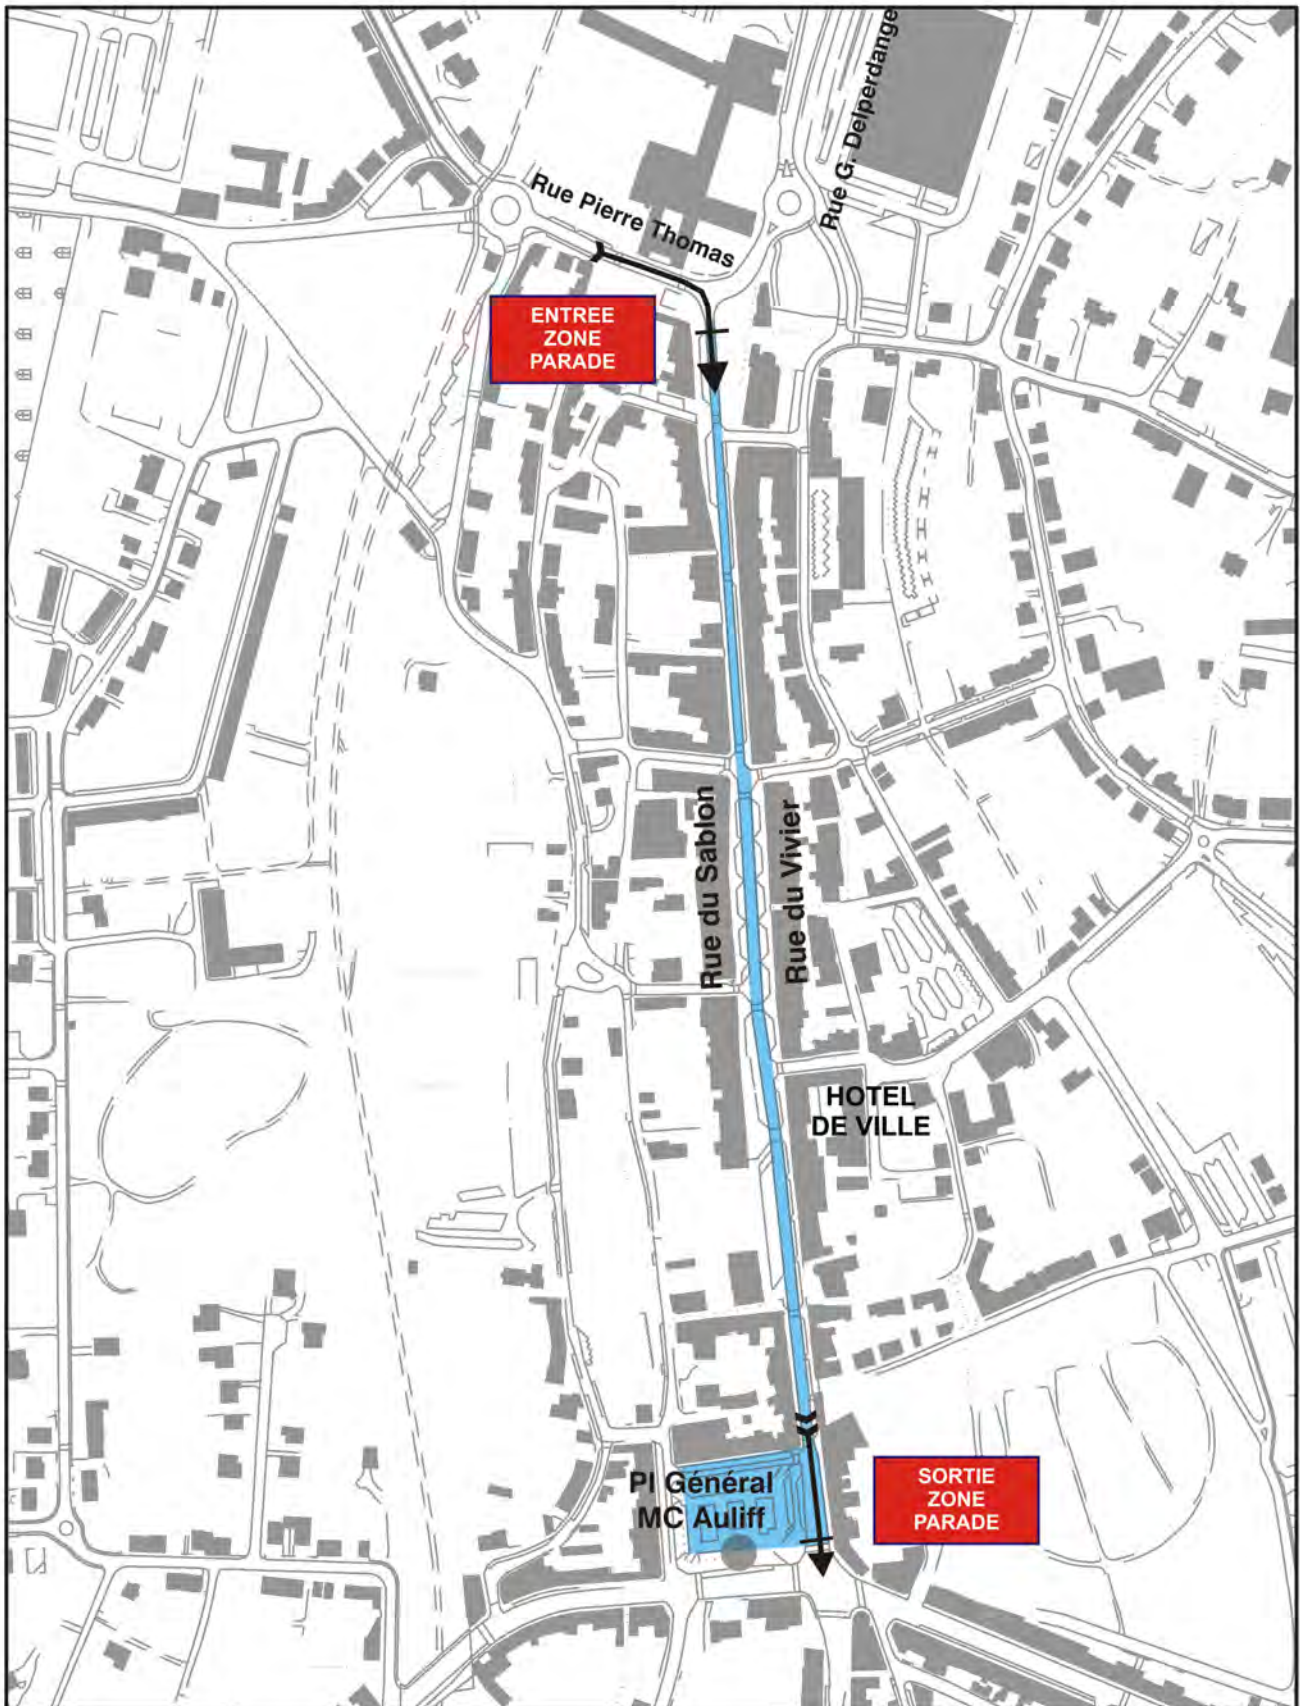 Rue G. Delperdange
Rue Pierre Thomas
ENTREE
ZONE
PARADE
Rue du Sablon
Rue du Vivier
HOTEL
DE VILLE
Pl Général
MC Auliff
SORTIE
ZONE
PARADE